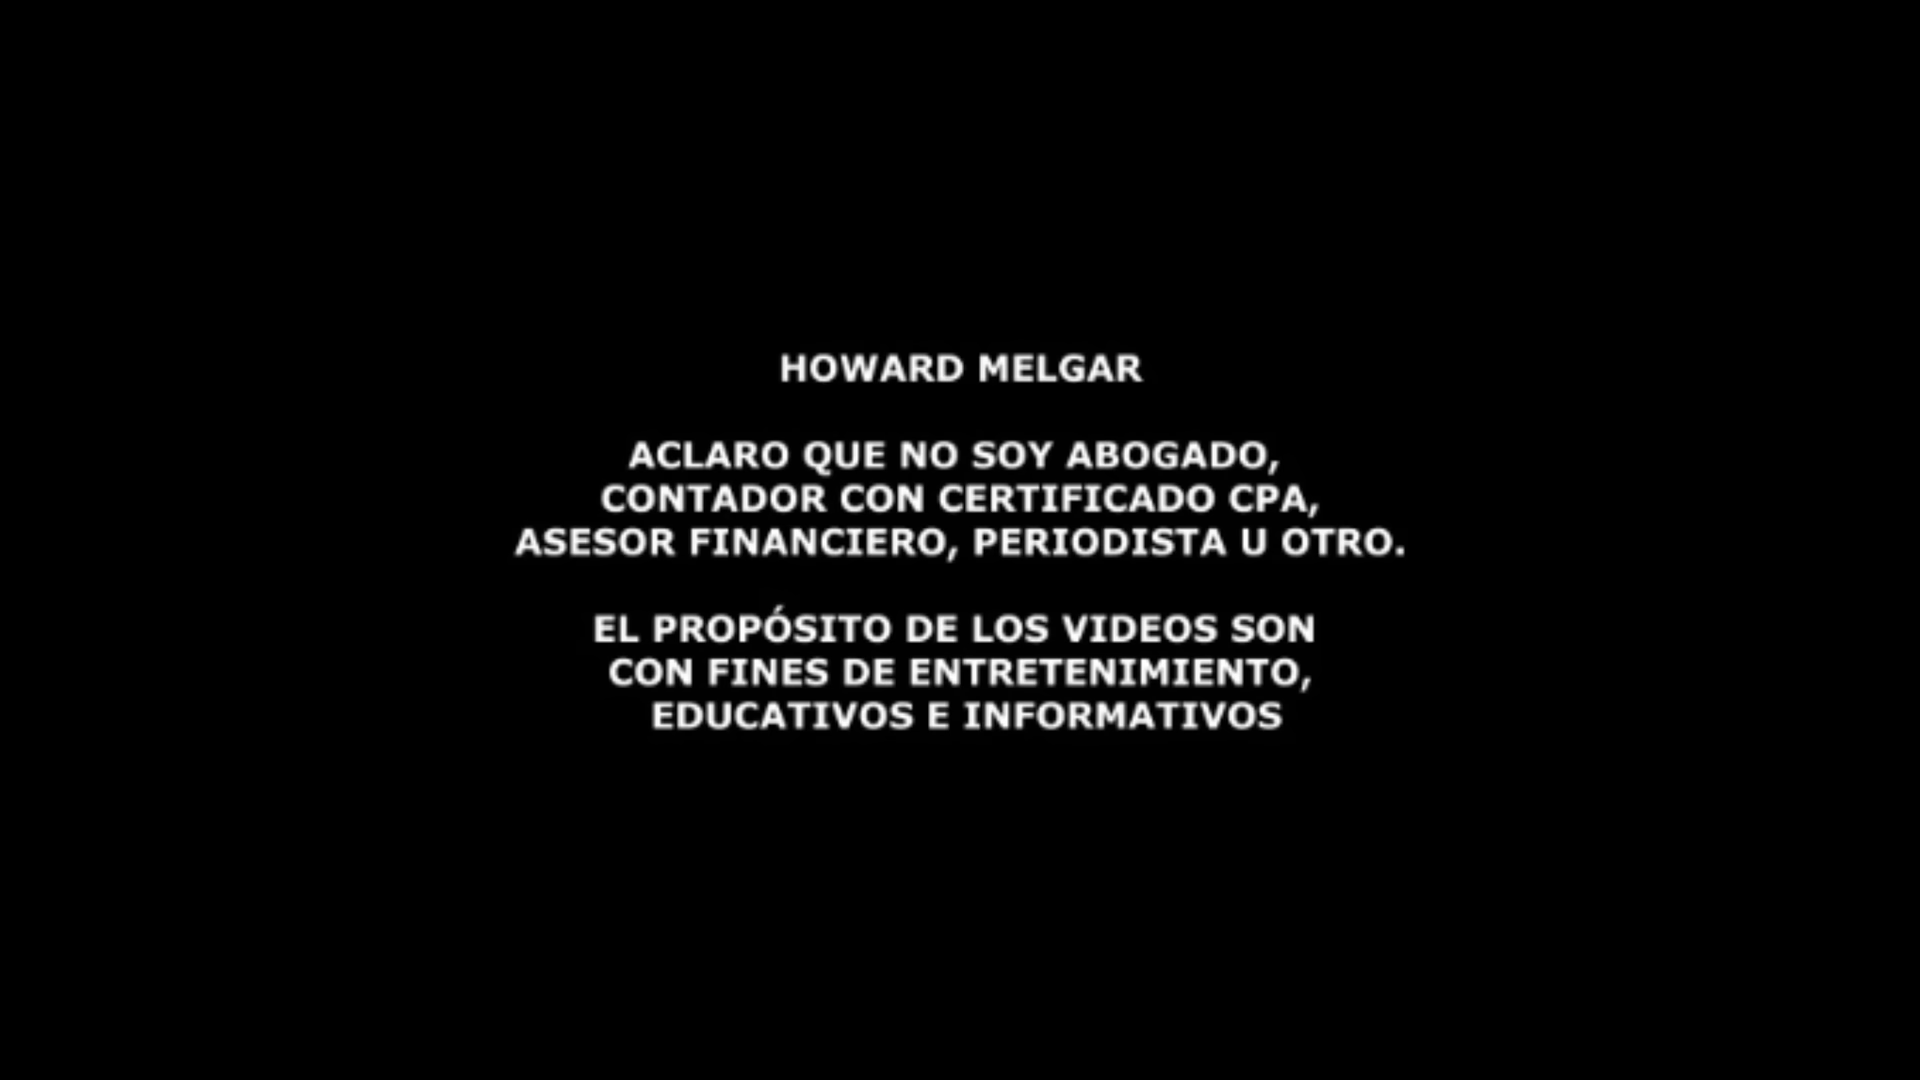 HOWARD MELGAR
ACLARO QUE NO SOY ABOGADO,
CONTADOR CON CERTIFICADO CPA,
ASESOR FINANCIERO, PERIODISTA U OTRO.
EL PROPÓSITO DE LOS VIDEOS SON
CON FINES DE ENTRETENIMIENTO,
EDUCATIVOS E INFORMATIVOS